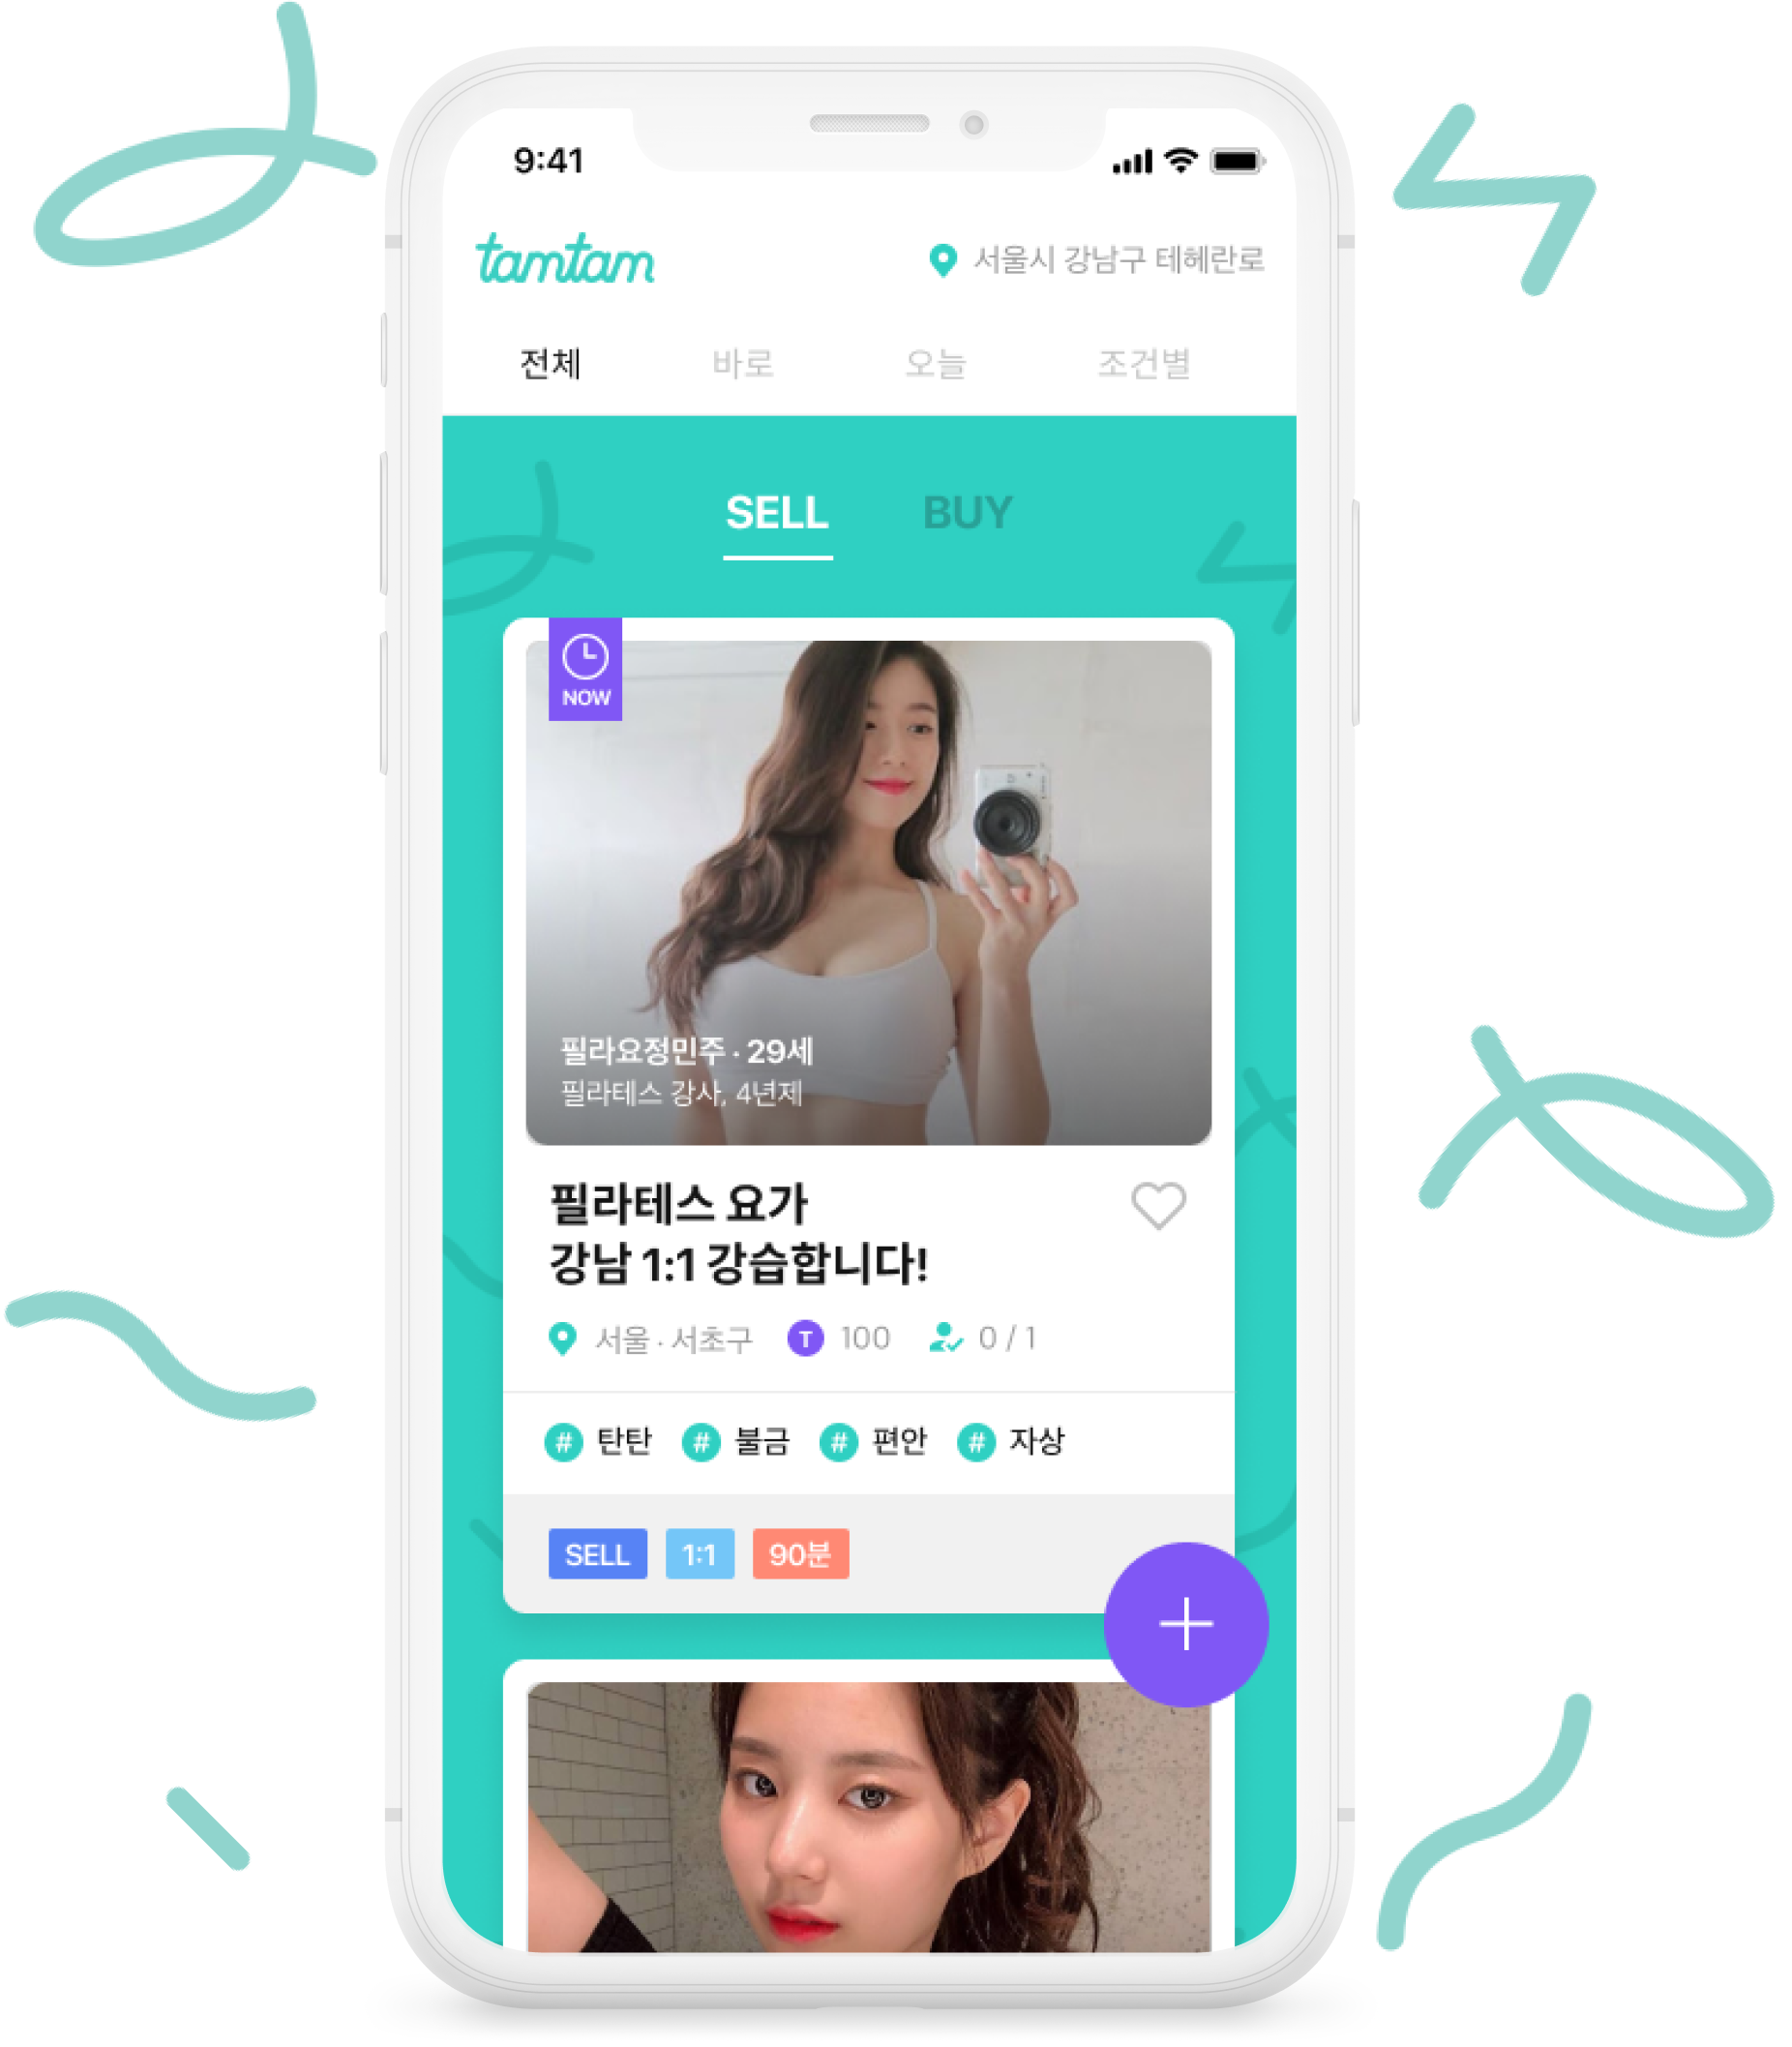 9:41
tamtam
서울시 강남구 테헤란로
전체 바로 오늘 조건별
SELL BUY
NOW
필라요정민주 · 29세
필라테스 강사, 4년제
필라테스 요가
강남 1:1 강습합니다!
서울 · 서초구 T 100 0 / 1
# 탄탄 # 불금 # 편안 # 자상
SELL 1:1 90분